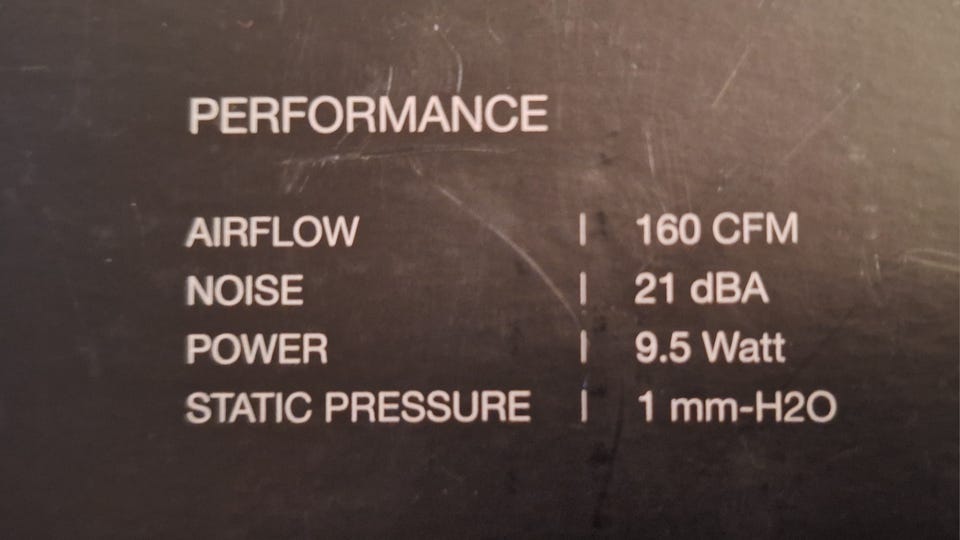 PERFORMANCE
AIRFLOW | 160 CFM
NOISE | 21 dBA
POWER | 9.5 Watt
STATIC PRESSURE | 1 mm-H2O